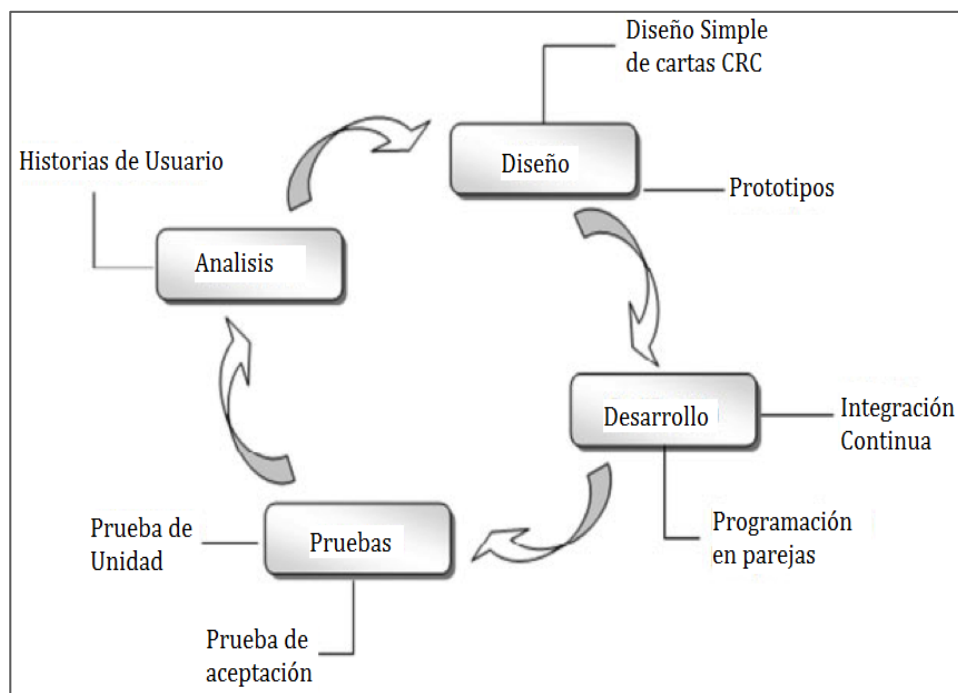 Diseño Simple
de cartas CRC
Diseño
Prototipos
Historias de Usuario
Analisis
Desarrollo
Integración
Continua
Programación
en parejas
Pruebas
Prueba de
Unidad
Prueba de
aceptación